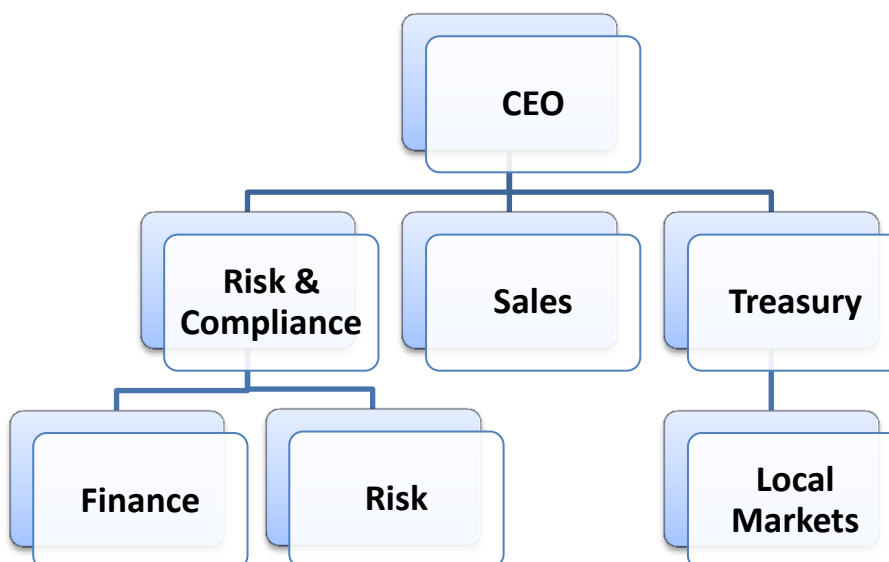 CEO
Risk &
Compliance
Sales
Treasury
Finance
Risk
Local
Markets